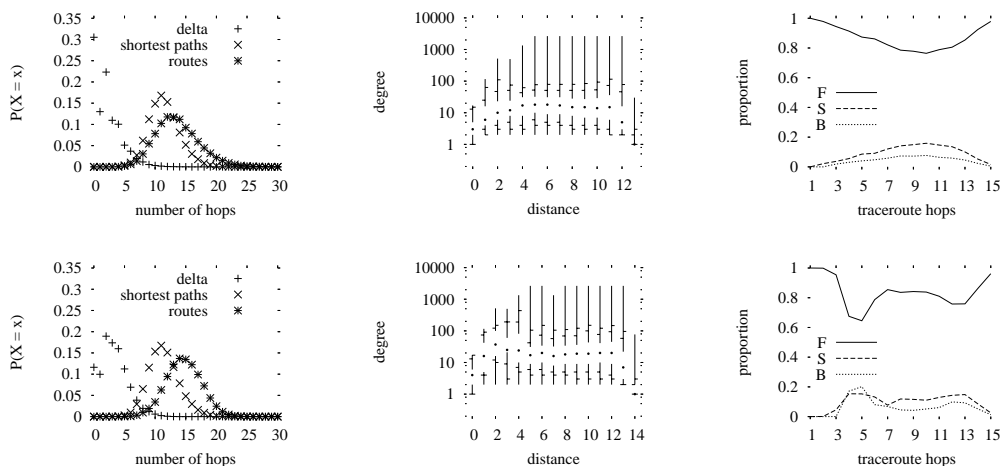 0.35
0.3
0.25
0.2
0.15
0.1
0.05
0
P(X = x)
0 5 10 15 20 25 30
number of hops
delta
shortest paths
routes
10000
1000
100
10
1
degree
0 2 4 6 8 10 12
distance
1
0.8
0.6
0.4
0.2
0
proportion
F
S
B
1 3 5 7 9 11 13 15
traceroute hops
0.35
0.3
0.25
0.2
0.15
0.1
0.05
0
P(X = x)
0 5 10 15 20 25 30
number of hops
delta
shortest paths
routes
10000
1000
100
10
1
degree
0 2 4 6 8 10 12 14
distance
1
0.8
0.6
0.4
0.2
0
proportion
F
S
B
1 3 5 7 9 11 13 15
traceroute hops